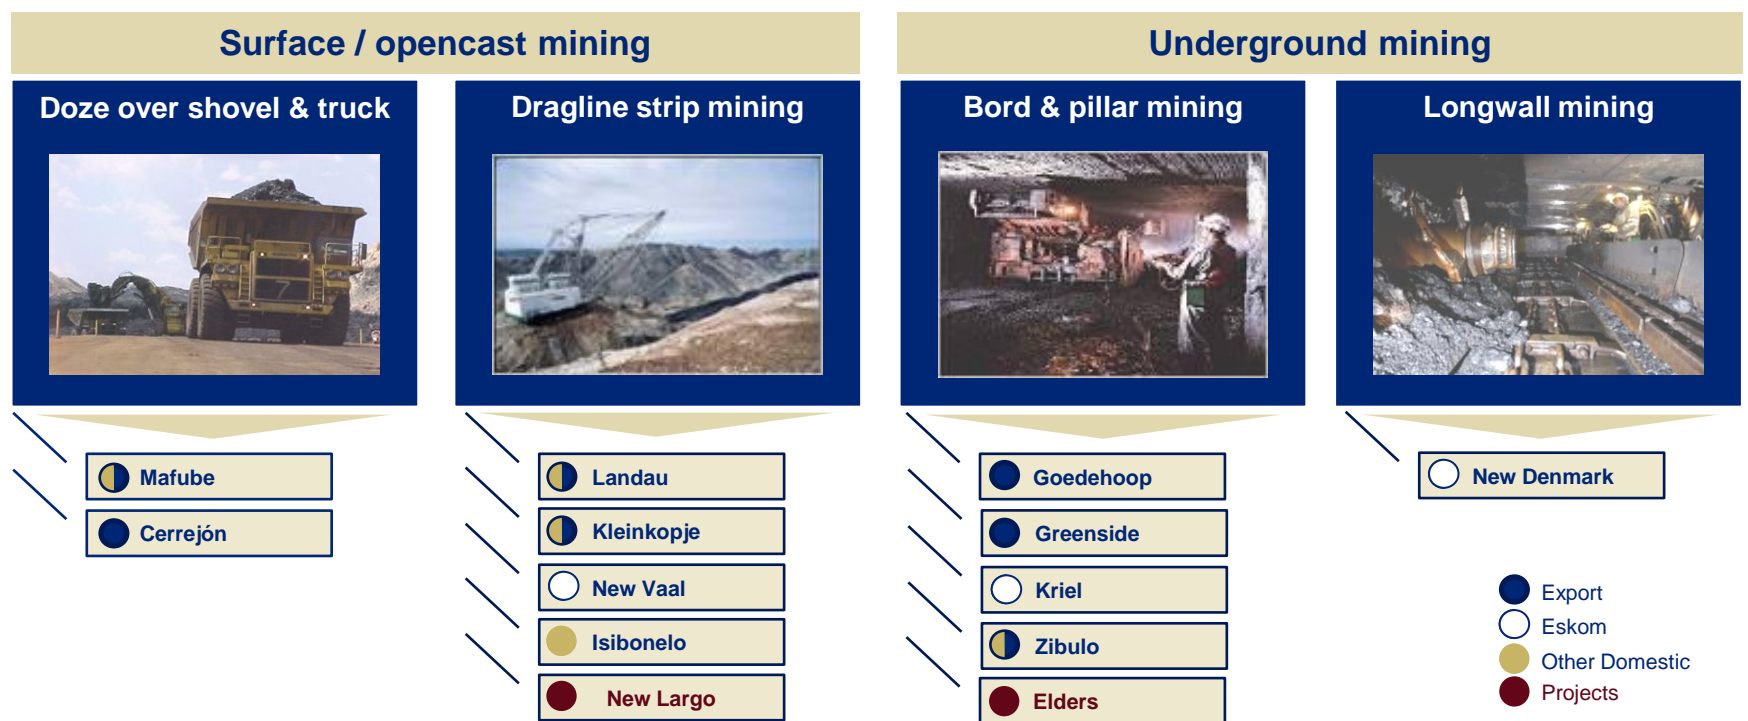 Surface / opencast mining
Underground mining
Doze over shovel & truck
Dragline strip mining
Bord & pillar mining
Longwall mining
Mafube
Cerrejón
Landau
Kleinkopje
New Vaal
Isibonelo
New Largo
Goedehoop
Greenside
Kriel
Zibulo
Elders
New Denmark
Export
Eskom
Other Domestic
Projects